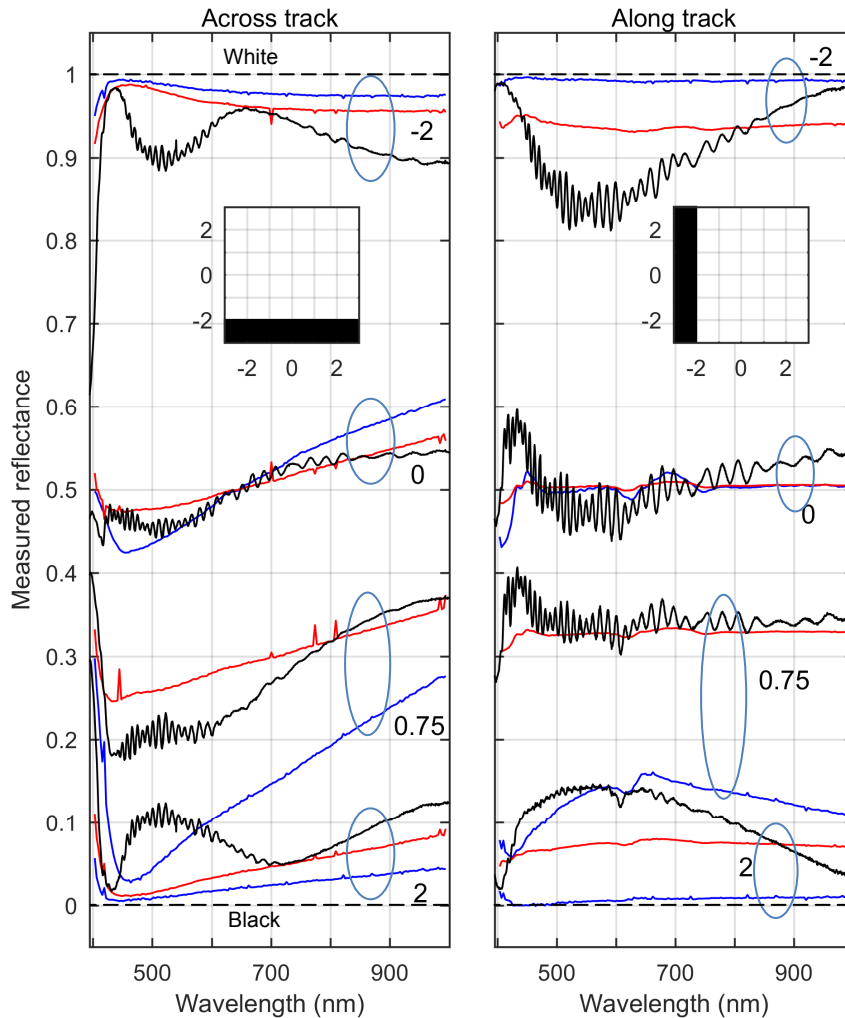 Across track
Along track
Measured reflectance
1
0.9
0.8
0.7
0.6
0.5
0.4
0.3
0.2
0.1
0
White
-2
2
0
-2
-2 0 2
0
0.75
2
Black
500 700 900
Wavelength (nm)
-2
2
0
-2
-2 0 2
0
0.75
2
500 700 900
Wavelength (nm)